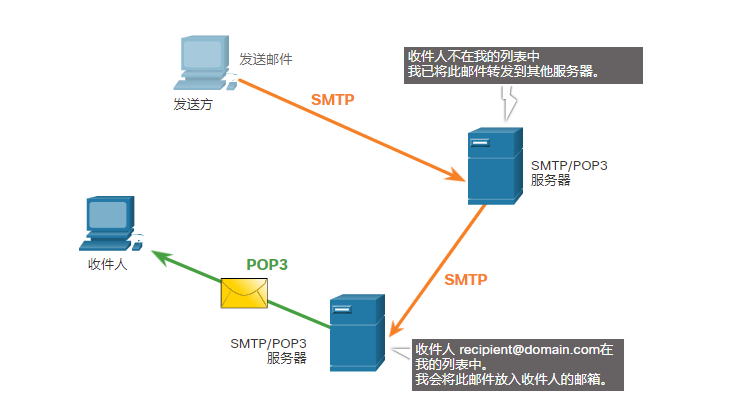 发送邮件
发送方
SMTP
收件人不在我的列表中
我已将此邮件转发到其他服务器。
SMTP/POP3
服务器
收件人
POP3
SMTP
SMTP/POP3
服务器
收件人 recipient@domain.com在
我的列表中。
我会将此邮件放入收件人的邮箱。